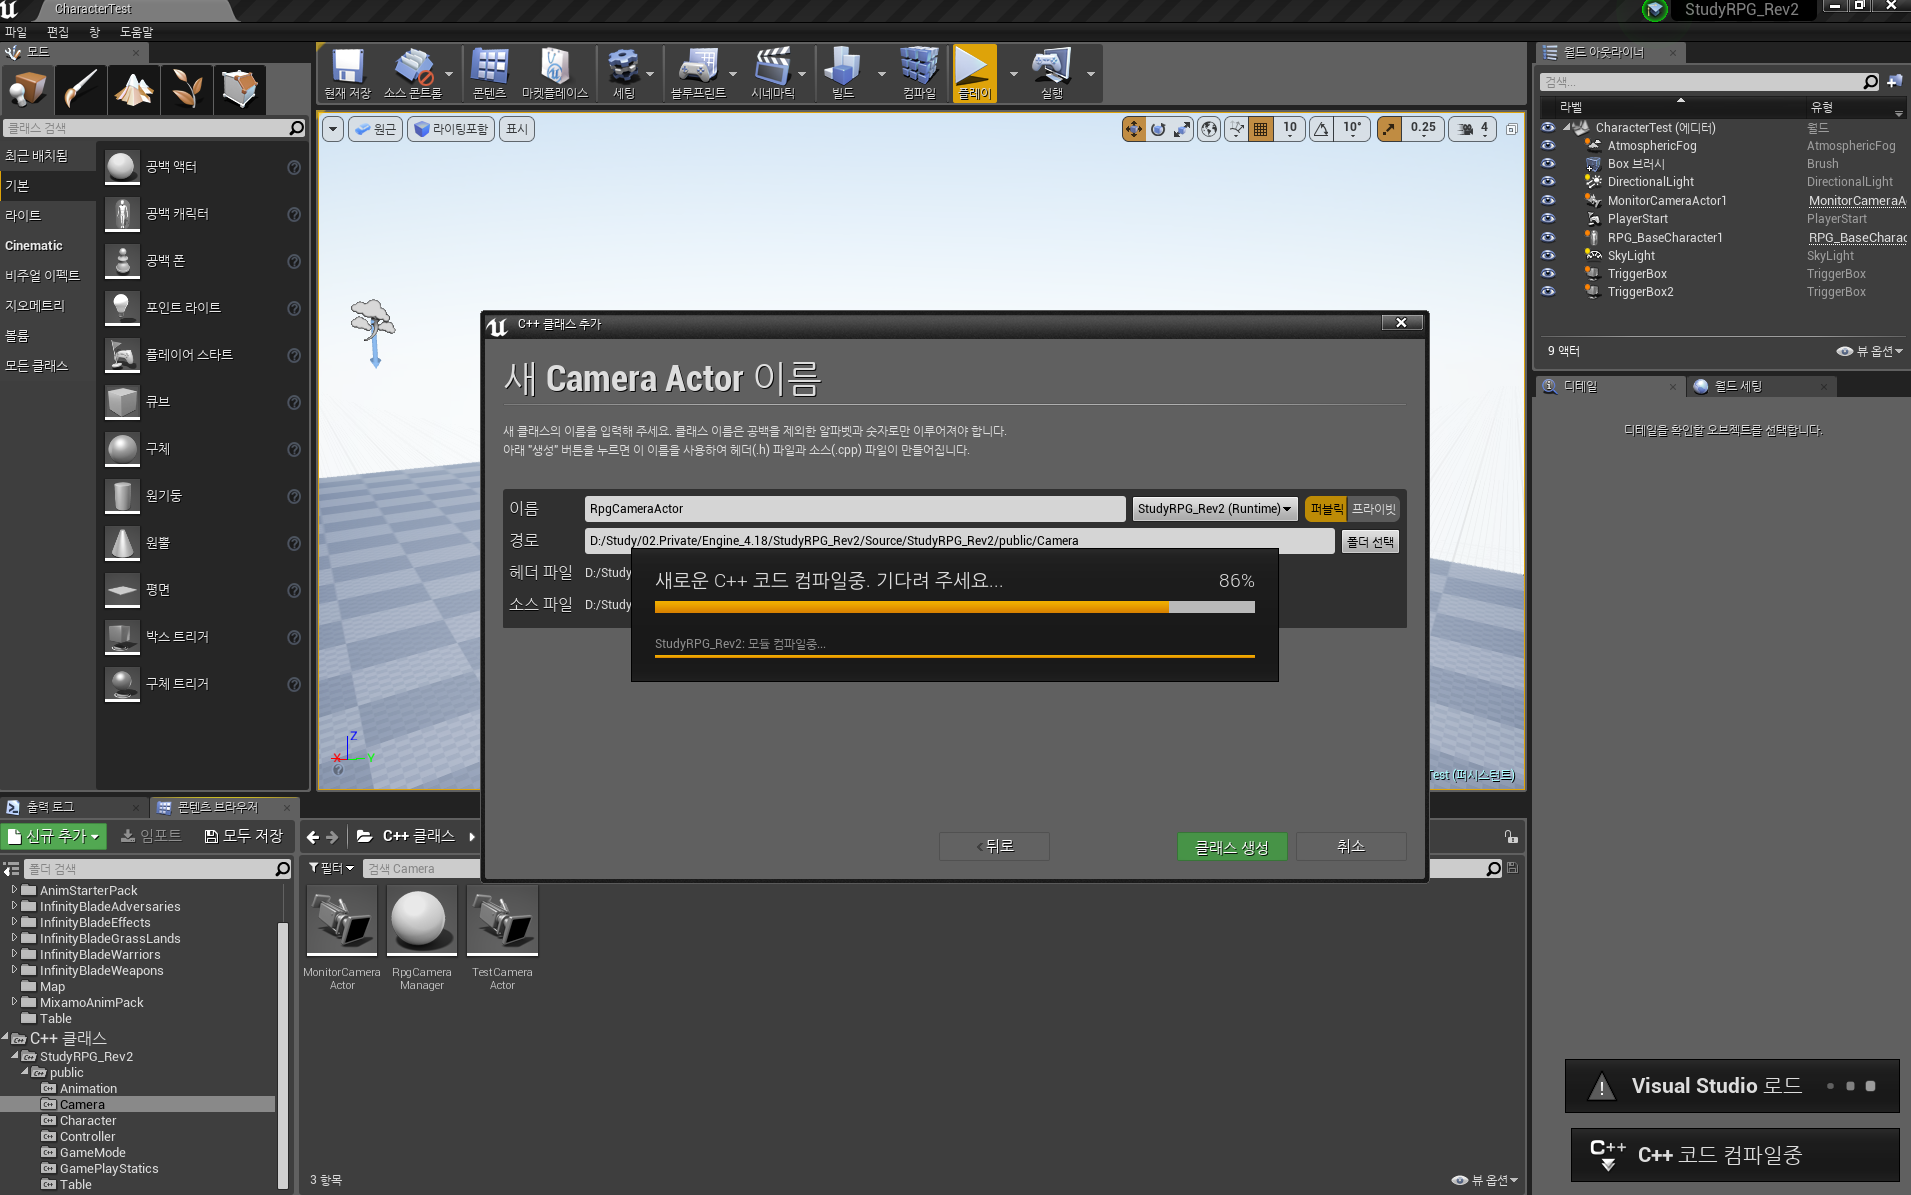 CharacterTest
StudyRPG_Rev2
파일 편집 창 도움말
모드
현재 저장
소스 콘트롤
콘텐츠
마켓플레이스
세팅
블루프린트
시네마틱
빌드
컴파일
플레이
실행
클래스 검색
최근 배치됨
기본
라이트
Cinematic
비주얼 이펙트
지오메트리
볼륨
모든 클래스
공백 액터
공백 캐릭터
공백 폰
포인트 라이트
플레이어 스타트
큐브
구체
원기둥
원뿔
평면
박스 트리거
구체 트리거
원근
라이팅포함
표시
10
10°
0.25
4
Z
X
Y
Test (퍼시스턴트)
월드 아웃라이너
검색...
라벨 유형
CharacterTest (에디터) 월드
AtmosphericFog AtmosphericFog
Box 브러시 Brush
DirectionalLight DirectionalLight
MonitorCameraActor1 MonitorCameraA
PlayerStart PlayerStart
RPG_BaseCharacter1 RPG_BaseCharac
SkyLight SkyLight
TriggerBox TriggerBox
TriggerBox2 TriggerBox
9 액터
뷰 옵션
디테일
월드 세팅
디테일을 확인할 오브젝트를 선택합니다.
C++ 클래스 추가
새 Camera Actor 이름
새 클래스의 이름을 입력해 주세요. 클래스 이름은 공백을 제외한 알파벳과 숫자로만 이루어져야 합니다.
아래 "생성" 버튼을 누르면 이 이름을 사용하여 헤더(.h) 파일과 소스(.cpp) 파일이 만들어집니다.
이름 RpgCameraActor StudyRPG_Rev2 (Runtime) 퍼블릭 프라이빗
경로 D:/Study/02.Private/Engine_4.18/StudyRPG_Rev2/Source/StudyRPG_Rev2/public/Camera 폴더 선택
헤더 파일 D:/Study
소스 파일 D:/Study
새로운 C++ 코드 컴파일중. 기다려 주세요... 86%
StudyRPG_Rev2: 모듈 컴파일중...
뒤로
클래스 생성
취소
출력 로그
콘텐츠 브라우저
신규 추가
임포트
모두 저장
C++ 클래스
폴더 검색
필터
검색 Camera
AnimStarterPack
InfinityBladeAdversaries
InfinityBladeEffects
InfinityBladeGrassLands
InfinityBladeWarriors
InfinityBladeWeapons
Map
MixamoAnimPack
Table
C++ 클래스
StudyRPG_Rev2
public
Animation
Camera
Character
Controller
GameMode
GamePlayStatics
Table
MonitorCamera
Actor
RpgCamera
Manager
TestCamera
Actor
3 항목
뷰 옵션
Visual Studio 로드
C++
C++ 코드 컴파일중